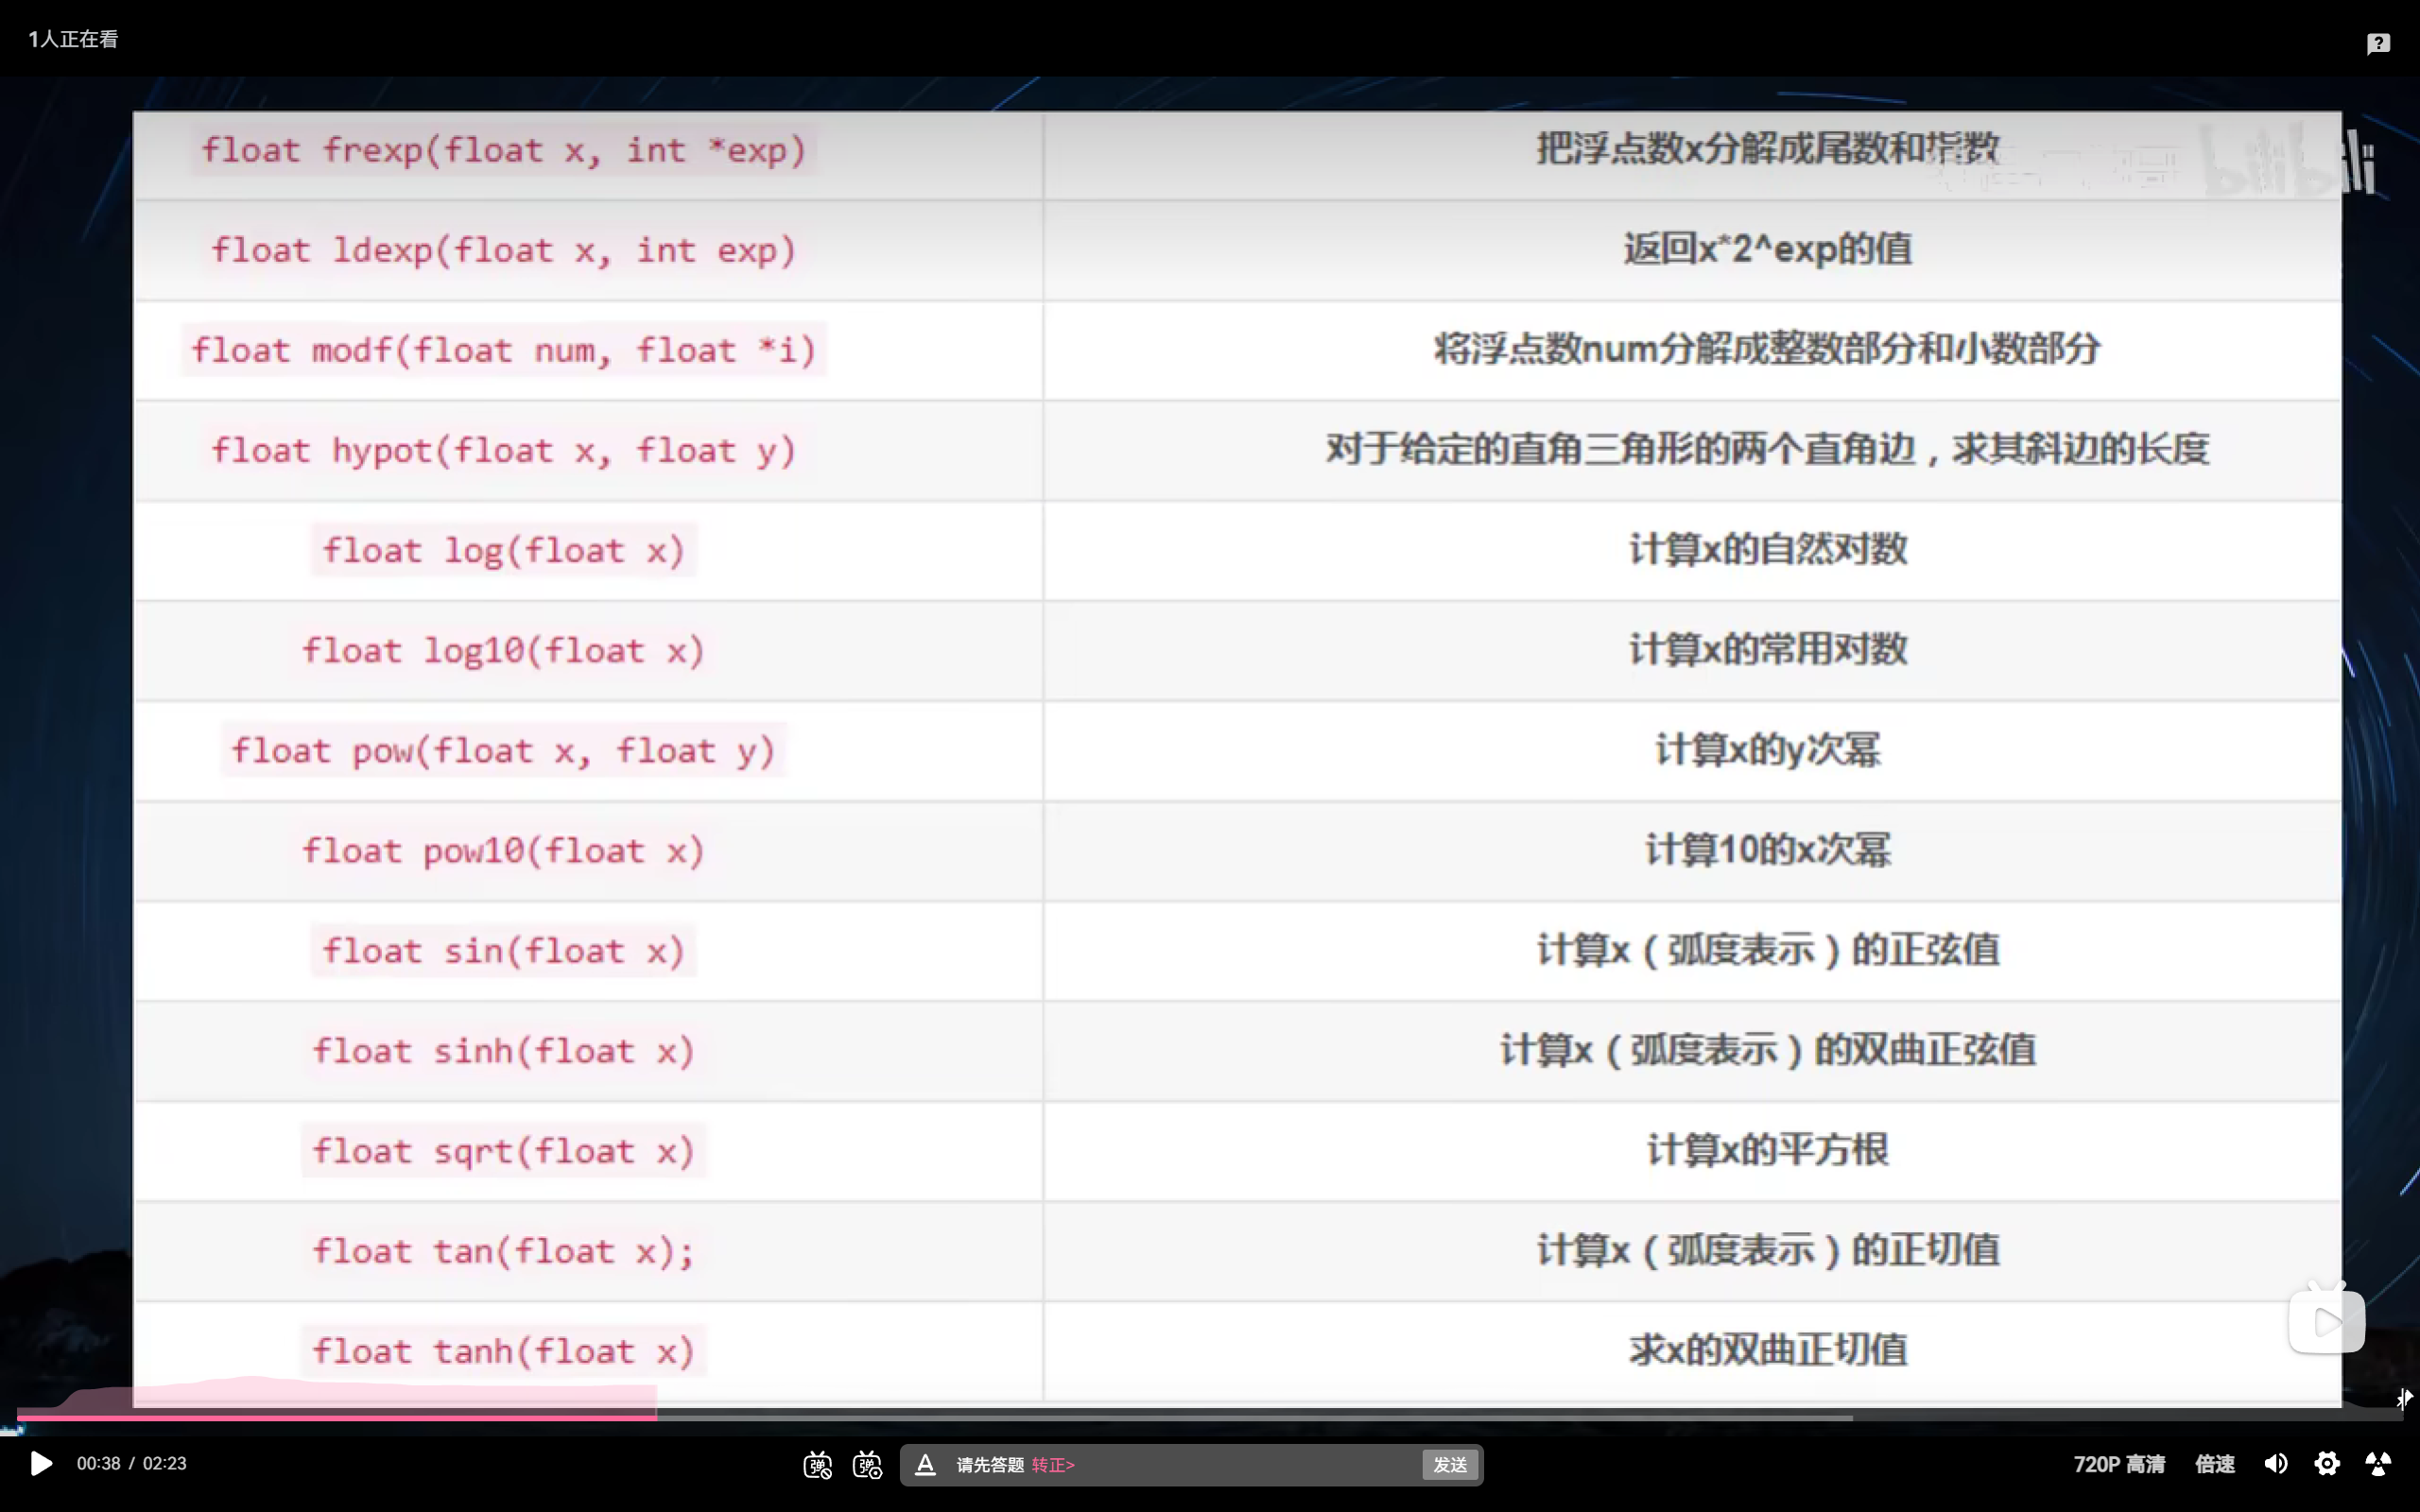 1人正在看
float frexp(float x, int *exp) 把浮点数x分解成尾数和指数
bilibili
float ldexp(float x, int exp) 返回x*2^exp的值
float modf(float num, float *i) 将浮点数num分解成整数部分和小数部分
float hypot(float x, float y) 对于给定的直角三角形的两个直角边，求其斜边的长度
float log(float x) 计算x的自然对数
float log10(float x) 计算x的常用对数
float pow(float x, float y) 计算x的y次幂
float pow10(float x) 计算10的x次幂
float sin(float x) 计算x（弧度表示）的正弦值
float sinh(float x) 计算x（弧度表示）的双曲正弦值
float sqrt(float x) 计算x的平方根
float tan(float x); 计算x（弧度表示）的正切值
float tanh(float x) 求x的双曲正切值
00:38 / 02:23 弹 弹 A 请先答题 转正> 发送 720P 高清 倍速